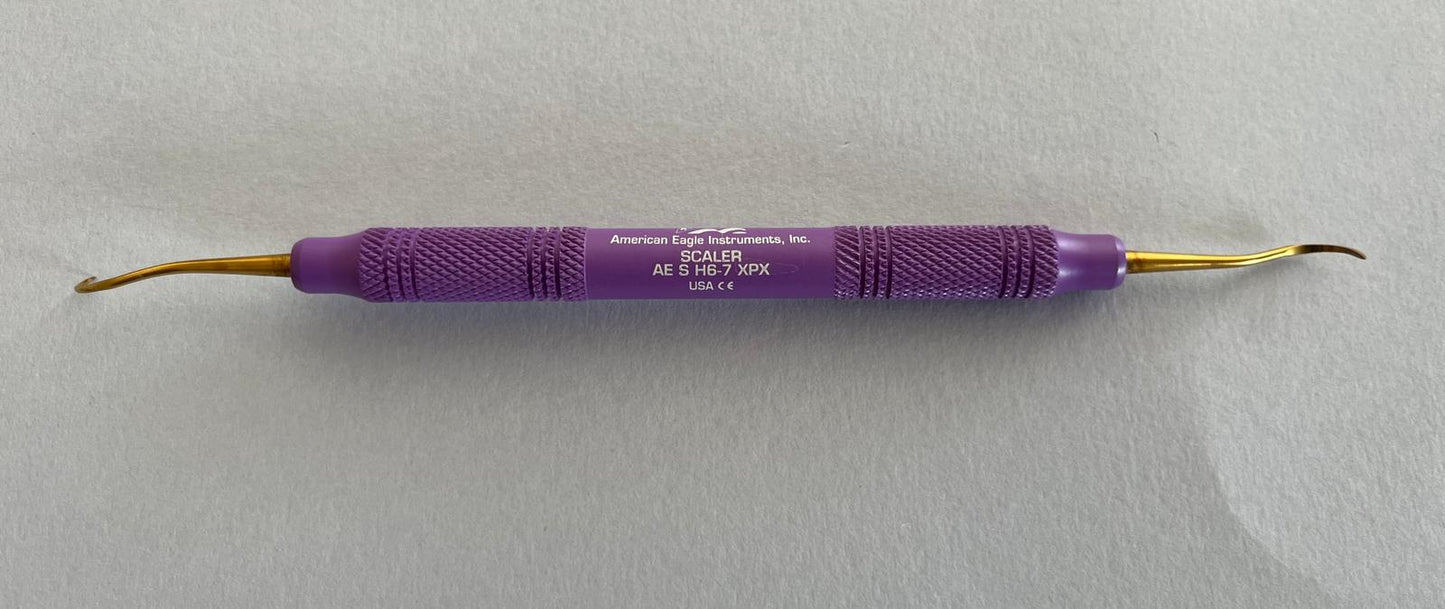 American Eagle Instruments, Inc.
SCALER
AE S H6-7 XPX
USA CE